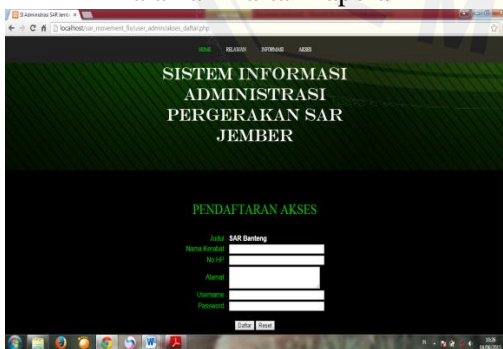 SI Administrasi SAR Jemb
localhost/sar_movement_fix/user_admin/akses_daftar.php
HOME RELAWAN INFORMASI AKSES
SISTEM INFORMASI
ADMINISTRASI
PERGERAKAN SAR
JEMBER
PENDAFTARAN AKSES
Judul SAR Banteng
Nama Kerabat
No HP
Alamat
Username
Password
Daftar Reset